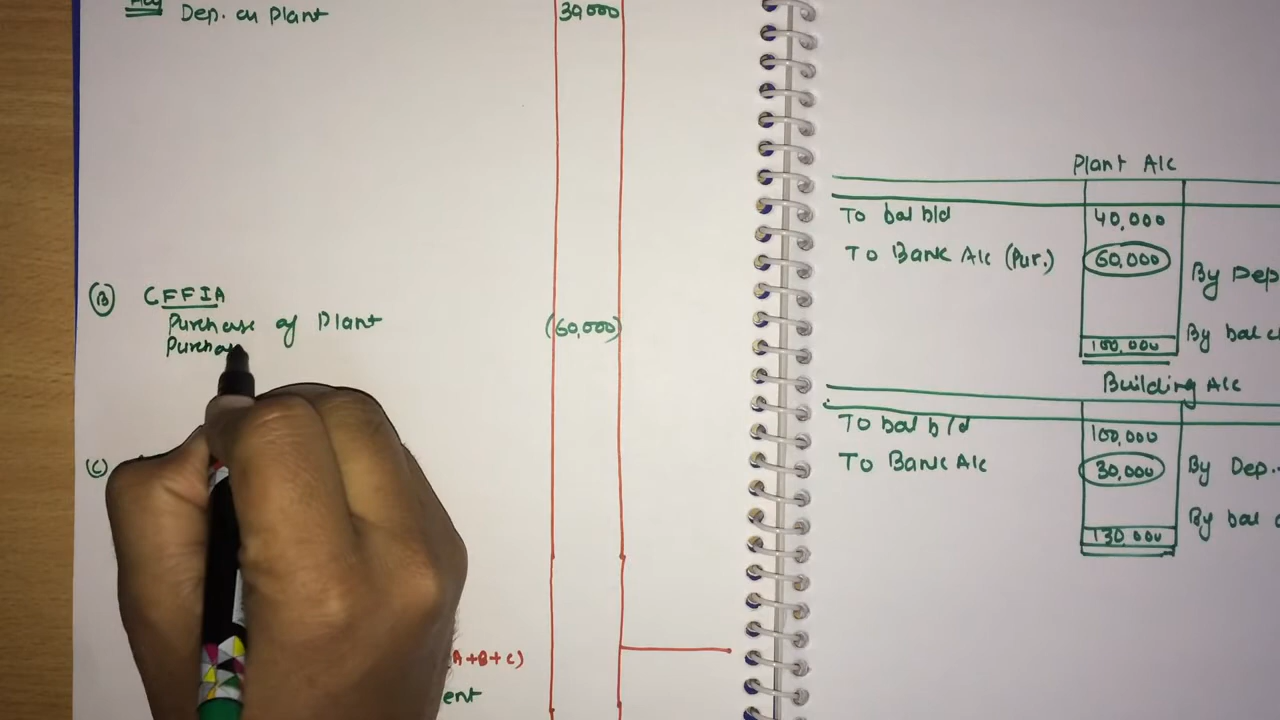 Dep. on Plant 30,000
(B) CFFIA
Purchase of Plant (60,000)
Purchas
(C)
A+B+C)
ent
Plant A/c
To bal b/d 40,000
To Bank A/c (Pur.) 60,000
By Dep
By bal c
100,000
Building A/c
To bal b/d 100,000
To Bank A/c 30,000 By Dep.
By bal c
130,000